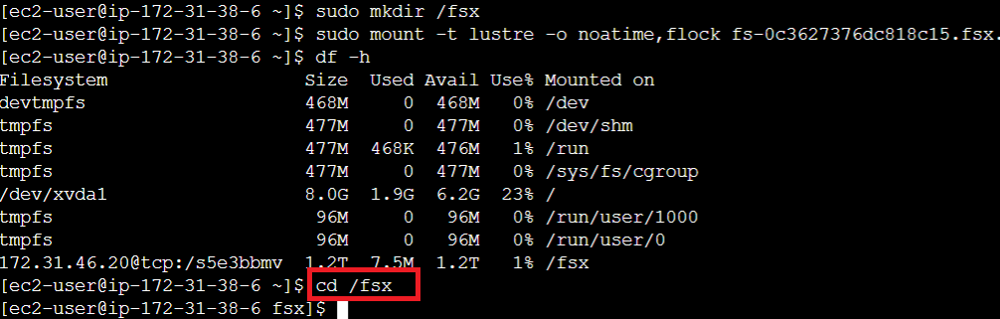 [ec2-user@ip-172-31-38-6 ~]$ sudo mkdir /fsx
[ec2-user@ip-172-31-38-6 ~]$ sudo mount -t lustre -o noatime,flock fs-0c3627376dc818c15.fsx.
[ec2-user@ip-172-31-38-6 ~]$ df -h
Filesystem Size Used Avail Use% Mounted on
devtmpfs 468M 0 468M 0% /dev
tmpfs 477M 0 477M 0% /dev/shm
tmpfs 477M 468K 476M 1% /run
tmpfs 477M 0 477M 0% /sys/fs/cgroup
/dev/xvda1 8.0G 1.9G 6.2G 23% /
tmpfs 96M 0 96M 0% /run/user/1000
tmpfs 96M 0 96M 0% /run/user/0
172.31.46.20@tcp:/s5e3bbmv 1.2T 7.5M 1.2T 1% /fsx
[ec2-user@ip-172-31-38-6 ~]$ cd /fsx
[ec2-user@ip-172-31-38-6 fsx]$